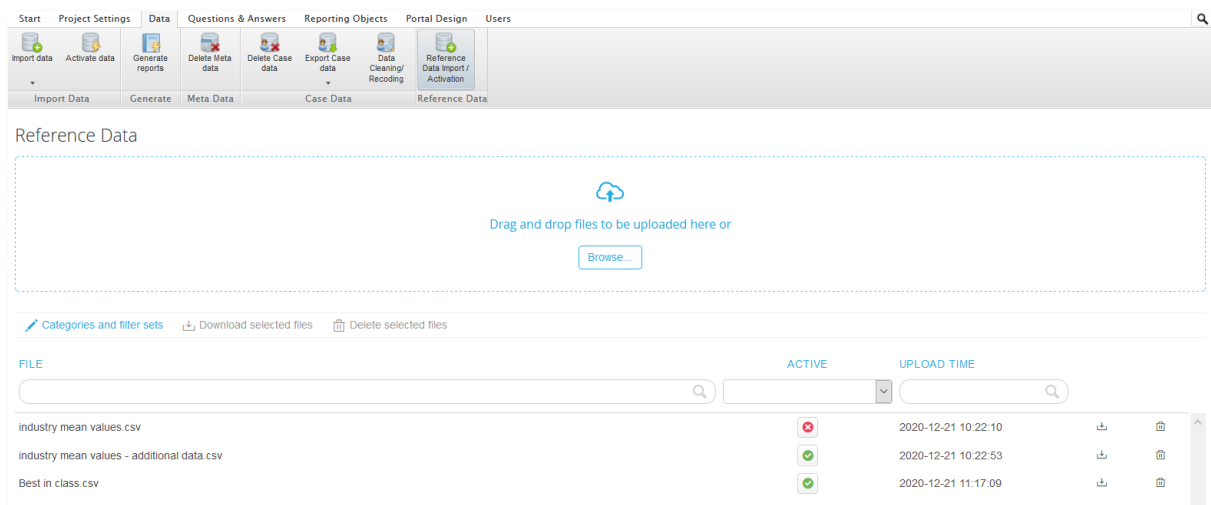 Start Project Settings Data Questions & Answers Reporting Objects Portal Design Users
Import data Activate data Generate reports Delete Meta data Delete Case data Export Case data Data Cleaning/ Recoding Reference Data Import / Activation
Import Data Generate Meta Data Case Data Reference Data
Reference Data
Drag and drop files to be uploaded here or
Browse...
Categories and filter sets Download selected files Delete selected files
FILE ACTIVE UPLOAD TIME
industry mean values.csv 2020-12-21 10:22:10
industry mean values - additional data.csv 2020-12-21 10:22:53
Best in class.csv 2020-12-21 11:17:09